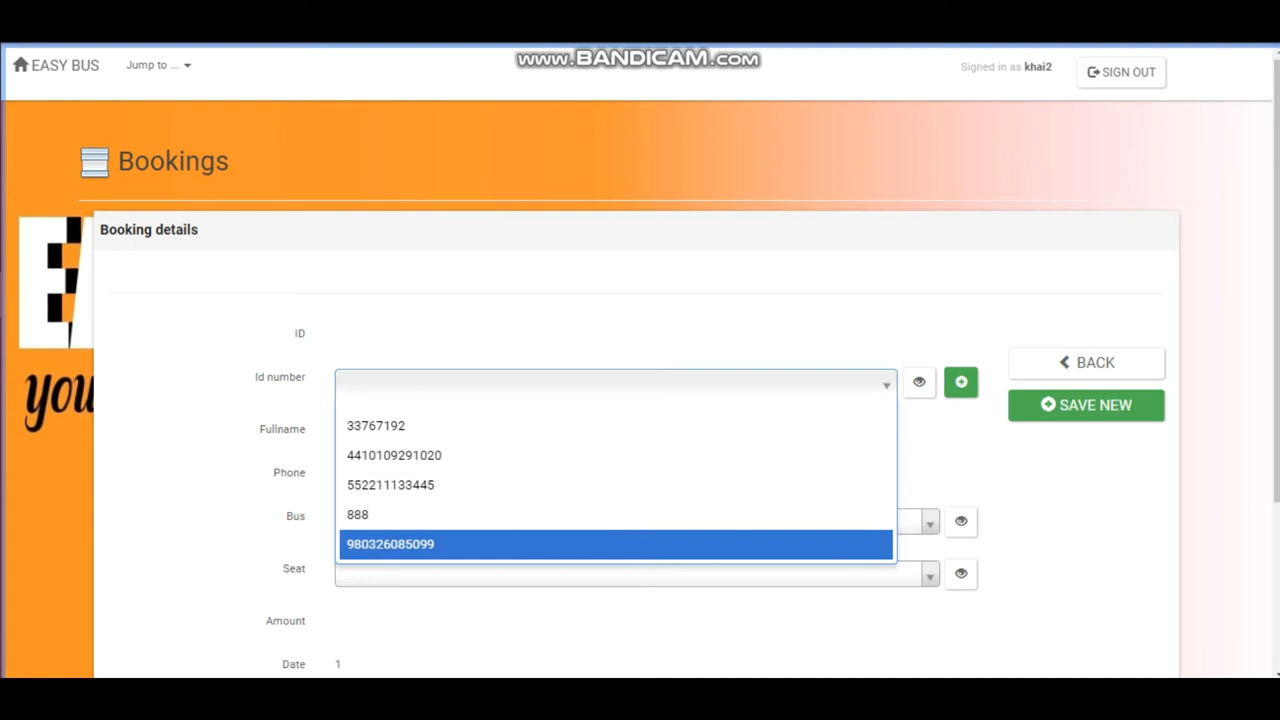 www.BANDICAM.com
EASY BUS
Jump to ...
Signed in as khai2
SIGN OUT
Bookings
Booking details
ID
Id number
33767192
4410109291020
552211133445
888
980326085099
BACK
SAVE NEW
Fullname
Phone
Bus
Seat
Amount
Date 1
you